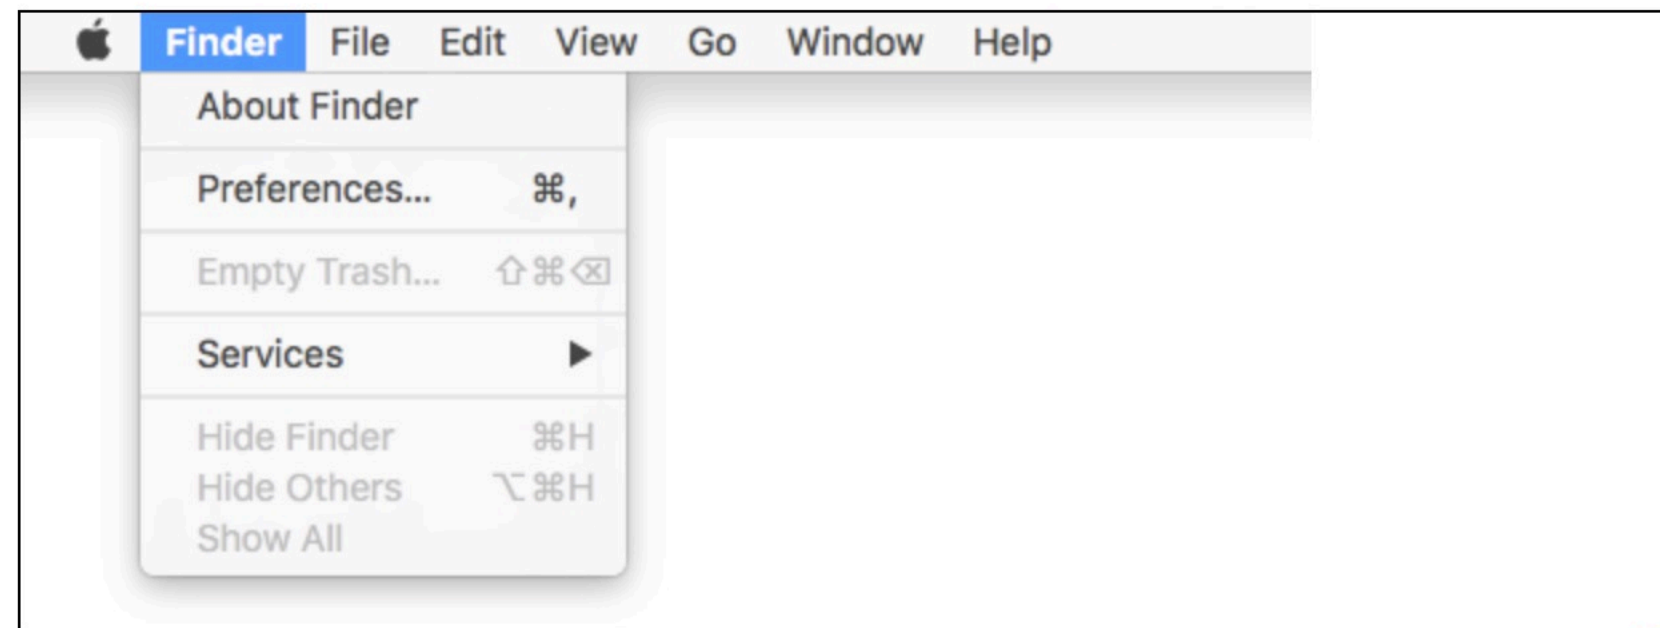 Finder File Edit View Go Window Help
About Finder
Preferences... ⌘,
Empty Trash... ⇧⌘⌫
Services ▶
Hide Finder ⌘H
Hide Others ⌥⌘H
Show All